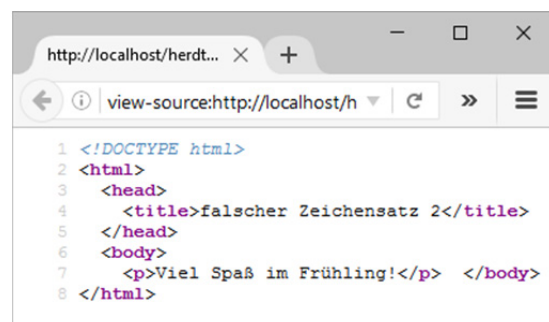 http://localhost/herdt...
view-source:http://localhost/h
1 <!DOCTYPE html>
2 <html>
3 <head>
4 <title>falscher Zeichensatz 2</title>
5 </head>
6 <body>
7 <p>Viel Spaß im Frühling!</p> </body>
8 </html>